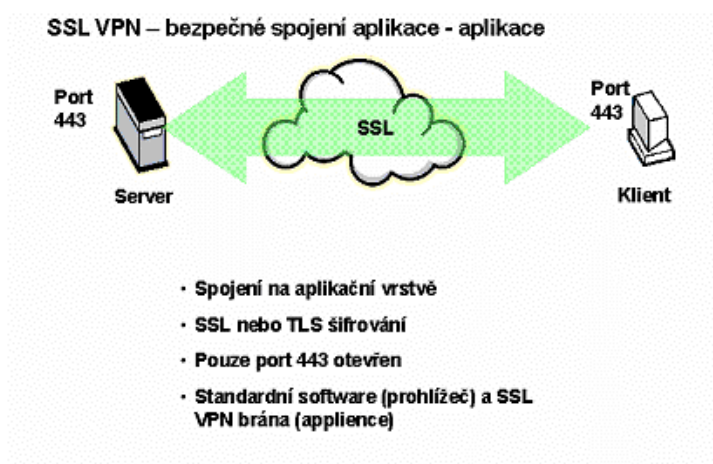 SSL VPN – bezpečné spojení aplikace - aplikace
Port
443
SSL
Port
443
Server
Klient
• Spojení na aplikační vrstvě
• SSL nebo TLS šifrování
• Pouze port 443 otevřen
• Standardní software (prohlížeč) a SSL
VPN brána (applience)